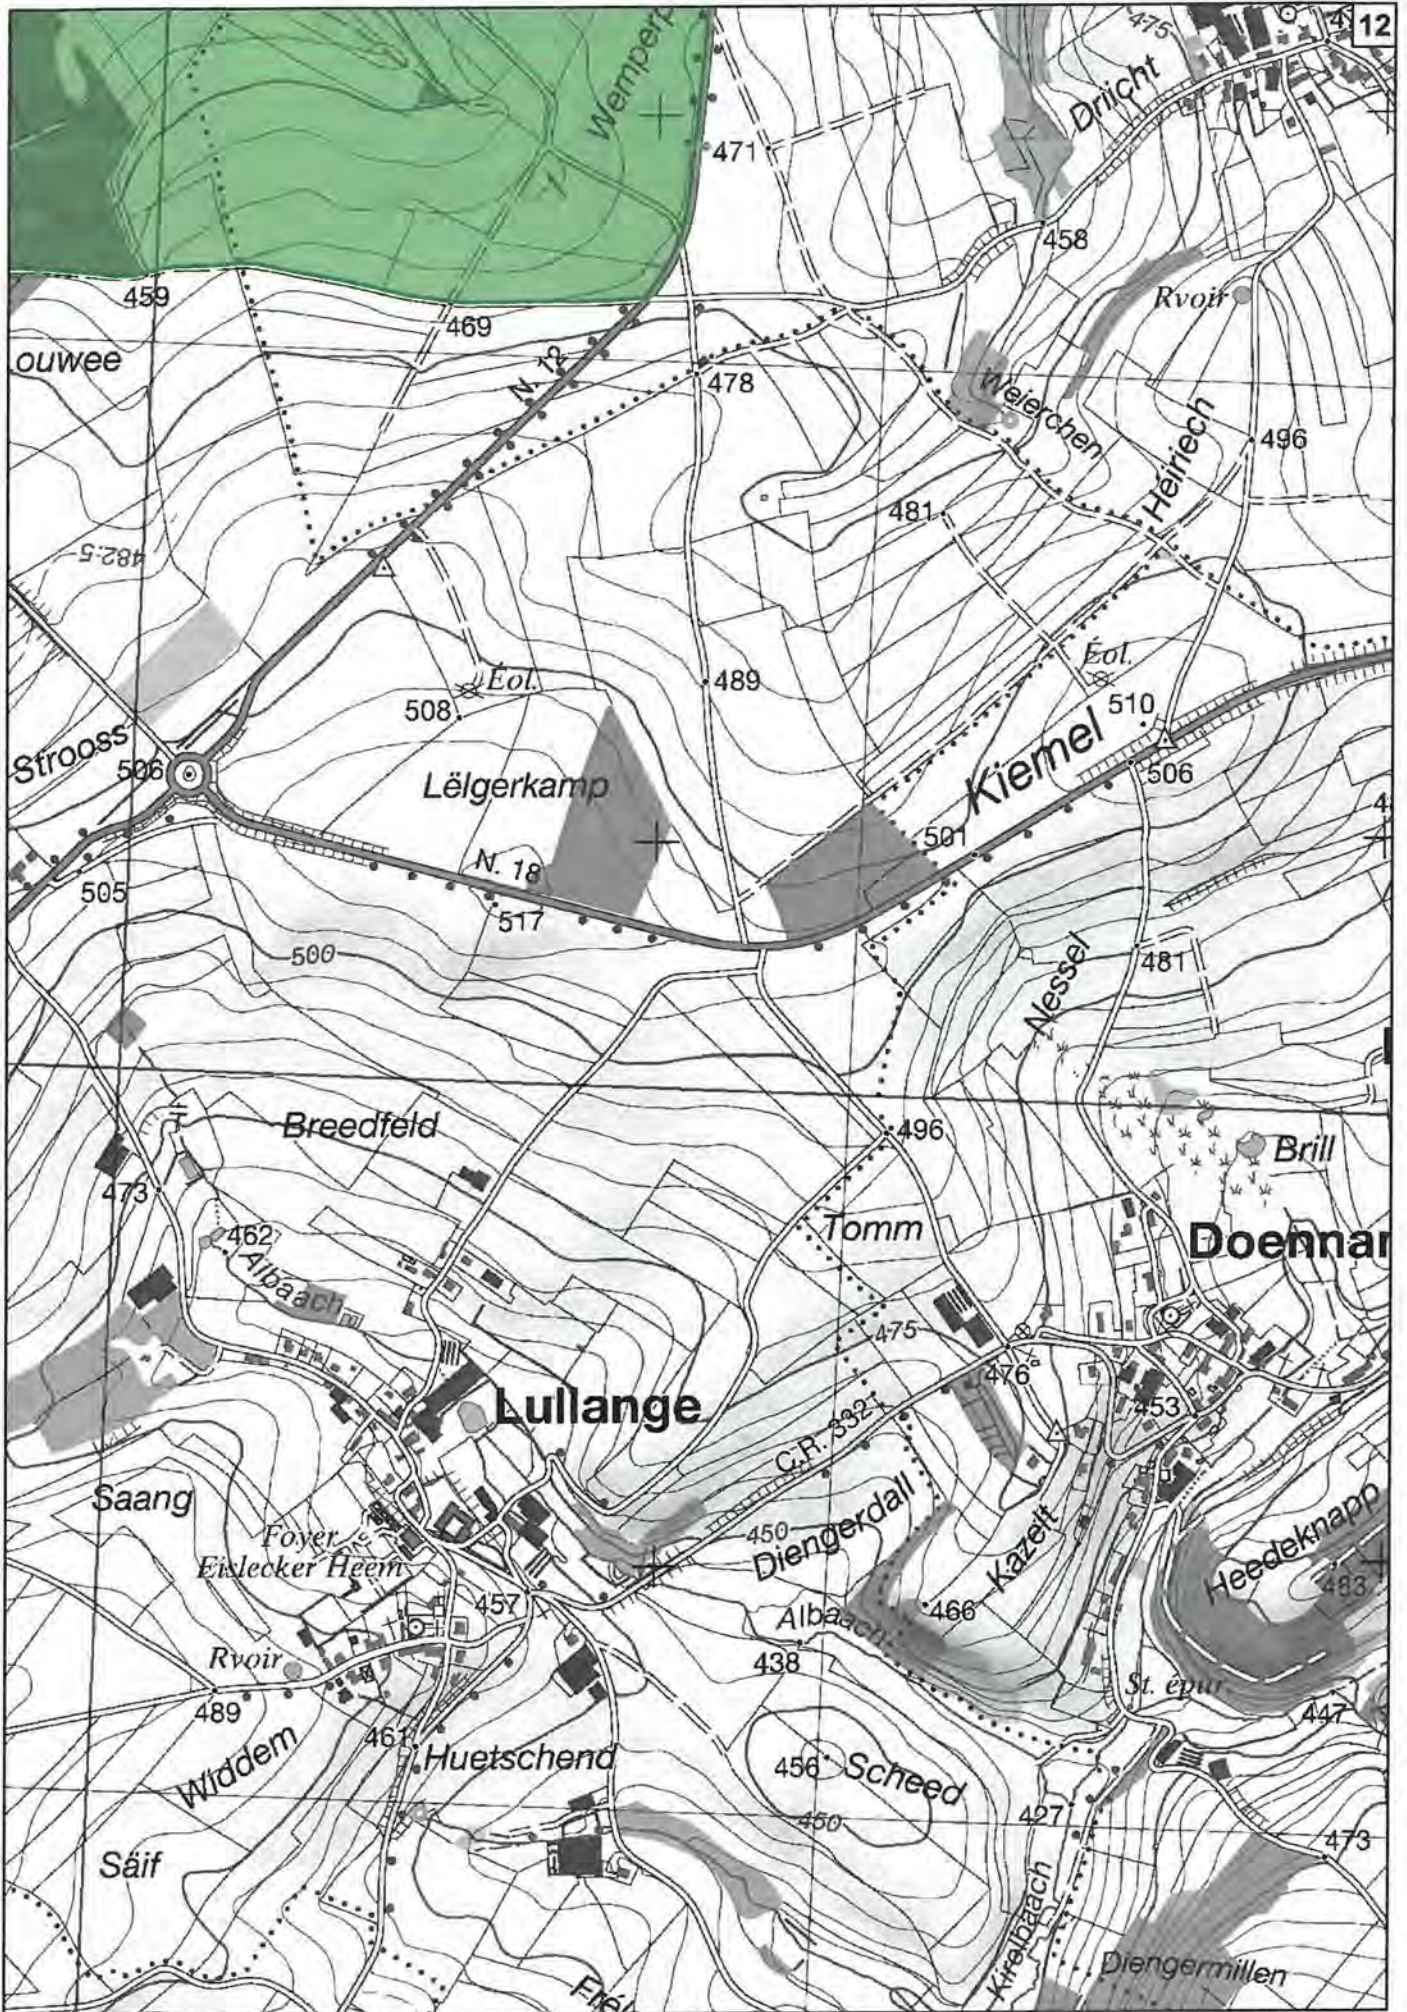 12
475
Driicht
471
458
Rvoir
459
469
ouwee
N. 12
478
Weierchen
Heiriech
496
481
482.5
Éol.
Éol.
489
508
510
Strooss
506
Lëlgerkamp
Kiemel
506
501
N. 18
505
517
500
Nessel
481
Breedfeld
496
Brill
473
462
Tomm
Doennan
Albaach
475
476
Lullange
453
C.R. 332
Saang
450
Diengerdall
Heedeknapp
Foyer
Eislecker Heem
Kazelt
483
457
466
Albaach
Rvoir
438
St. épur.
489
447
461
Huetschend
456
Scheed
Widdem
450
427
473
Säif
Kirelbaach
Diengermillen